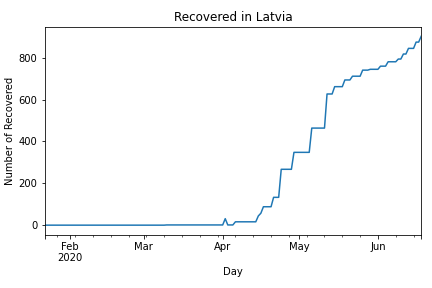 Recovered in Latvia
Number of Recovered
800
600
400
200
0
Feb
2020
Mar
Apr
May
Jun
Day